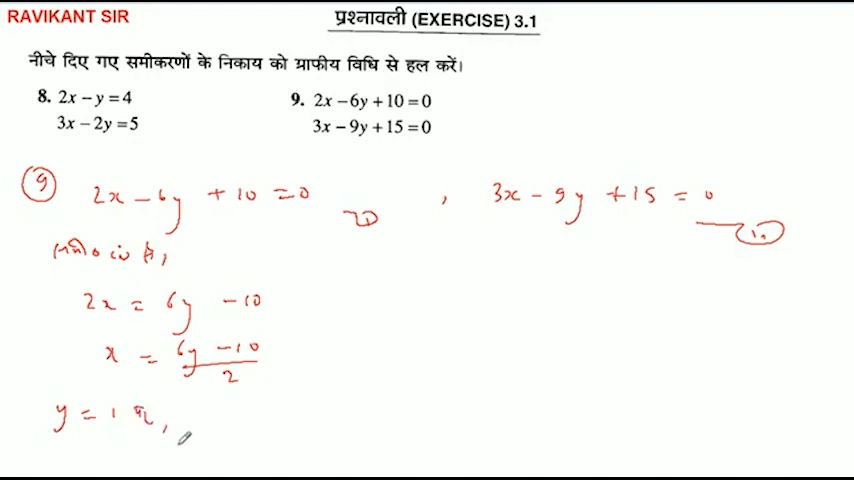 RAVIKANT SIR
प्रश्नावली (EXERCISE) 3.1
नीचे दिए गए समीकरणों के निकाय को ग्राफीय विधि से हल करें।
8. 2x – y = 4
3x – 2y = 5
9. 2x – 6y + 10 = 0
3x – 9y + 15 = 0
9 2x – 6y + 10 = 0 , 3x – 9y + 15 = 0
से,
2x = 6y – 10
x = 6y – 10 / 2
y = 1 पर,